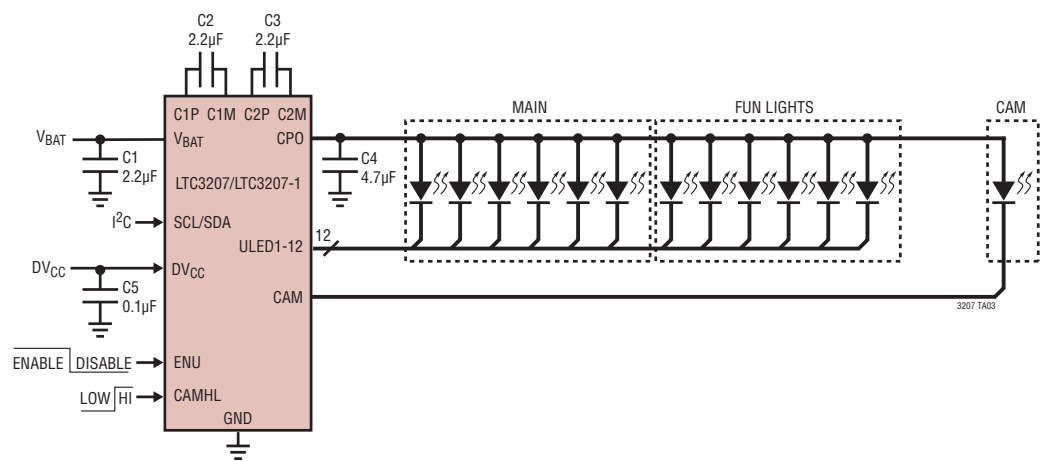 C2
2.2µF
C3
2.2µF
C1P C1M C2P C2M
MAIN
FUN LIGHTS
CAM
VBAT
VBAT
CPO
C1
2.2µF
C4
4.7µF
LTC3207/LTC3207-1
I2C
SCL/SDA
12
ULED1-12
DVCC
DVCC
C5
0.1µF
CAM
3207 TA03
ENABLE DISABLE
ENU
LOW HI
CAMHL
GND